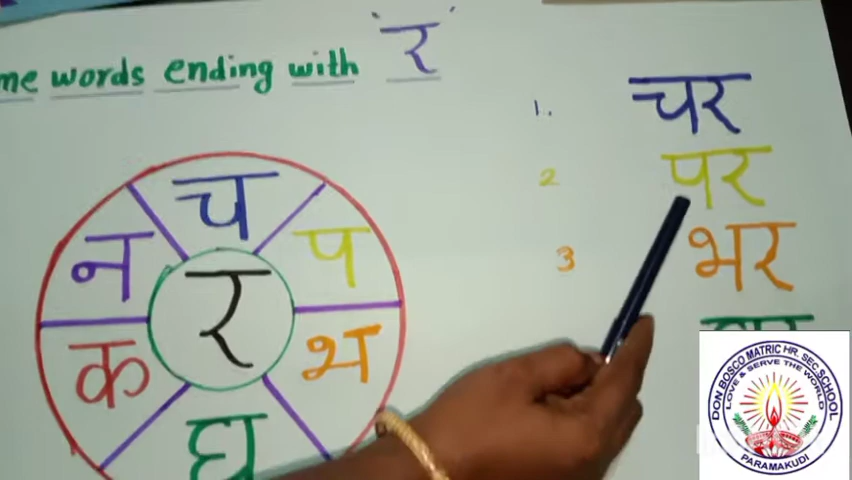 me words ending with 'र'
1. चर
2 पर
3 भर
च
न
प
र
क
भ
घ
DON BOSCO MATRIC HR. SEC. SCHOOL
LOVE & SERVE THE WORLD
PARAMAKUDI